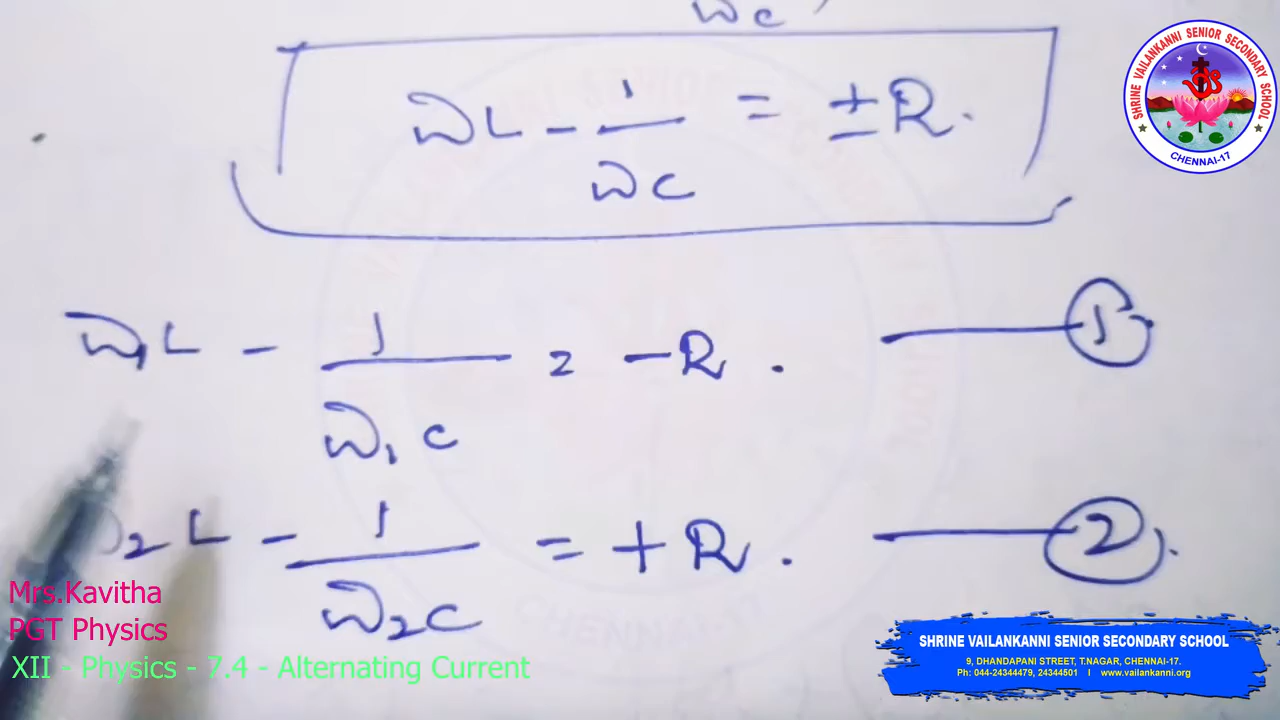 ωC
ωL - 1/ωC = ±R.
ω₁L - 1/ω₁C = -R. ——— ①
ω₂L - 1/ω₂C = +R. ——— ②.
SHRINE VAILANKANNI SENIOR SECONDARY SCHOOL
CHENNAI-17
Mrs.Kavitha
PGT Physics
XII - Physics - 7.4 - Alternating Current
SHRINE VAILANKANNI SENIOR SECONDARY SCHOOL
9, DHANDAPANI STREET, T.NAGAR, CHENNAI-17.
Ph: 044-24344479, 24344501 I www.vailankanni.org